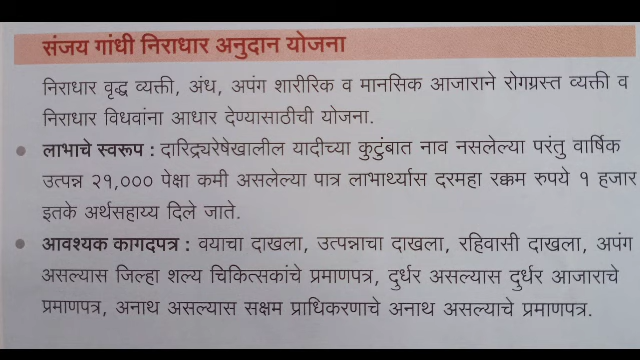 संजय गांधी निराधार अनुदान योजना
निराधार वृद्ध व्यक्ती, अंध, अपंग शारीरिक व मानसिक आजाराने रोगग्रस्त व्यक्ती व
निराधार विधवांना आधार देण्यासाठीची योजना.
● लाभाचे स्वरूप : दारिद्र्यरेषेखालील यादीच्या कुटुंबात नाव नसलेल्या परंतु वार्षिक
उत्पन्न २१,००० पेक्षा कमी असलेल्या पात्र लाभार्थ्यास दरमहा रक्कम रुपये १ हजार
इतके अर्थसहाय्य दिले जाते.
● आवश्यक कागदपत्र : वयाचा दाखला, उत्पन्नाचा दाखला, रहिवासी दाखला, अपंग
असल्यास जिल्हा शल्य चिकित्सकांचे प्रमाणपत्र, दुर्धर असल्यास दुर्धर आजाराचे
प्रमाणपत्र, अनाथ असल्यास सक्षम प्राधिकरणाचे अनाथ असल्याचे प्रमाणपत्र.